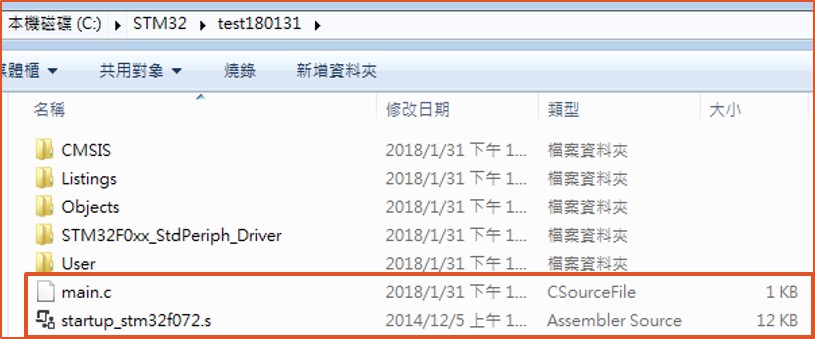 本機磁碟 (C:) ▸ STM32 ▸ test180131 ▸
媒體櫃 ▼ 共用對象 ▼ 燒錄 新增資料夾
名稱 修改日期 類型 大小
CMSIS 2018/1/31 下午 1... 檔案資料夾
Listings 2018/1/31 下午 1... 檔案資料夾
Objects 2018/1/31 下午 1... 檔案資料夾
STM32F0xx_StdPeriph_Driver 2018/1/31 下午 1... 檔案資料夾
User 2018/1/31 下午 1... 檔案資料夾
main.c 2018/1/31 下午 1... CSourceFile 1 KB
startup_stm32f072.s 2014/12/5 上午 1... Assembler Source 12 KB